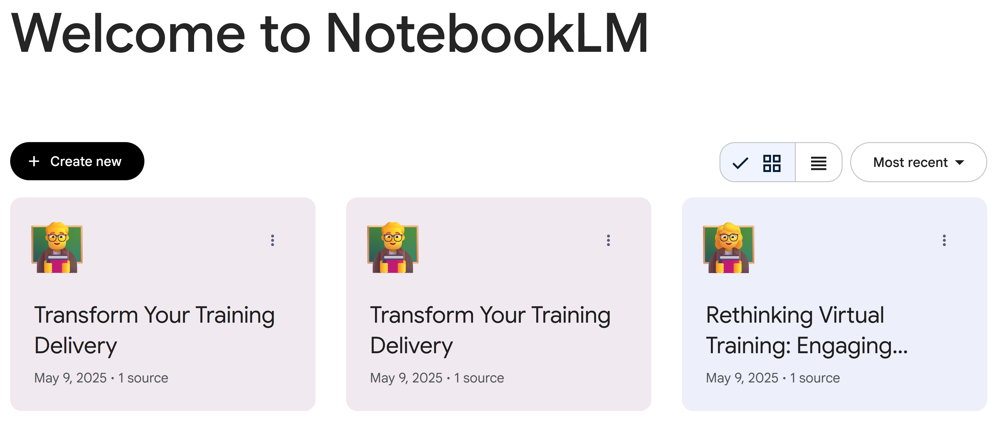 Welcome to NotebookLM
+ Create new
Most recent
Transform Your Training
Delivery
May 9, 2025 • 1 source
Transform Your Training
Delivery
May 9, 2025 • 1 source
Rethinking Virtual
Training: Engaging...
May 9, 2025 • 1 source